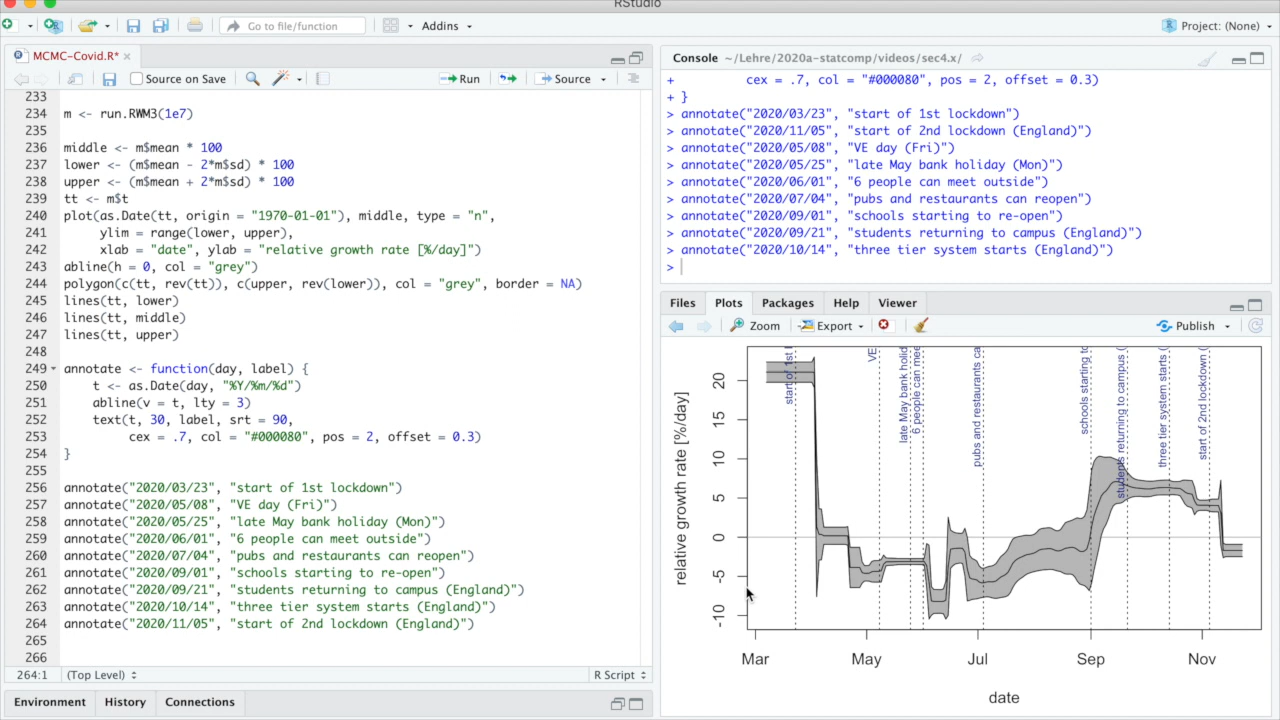 RStudio
Go to file/function
Addins
Project: (None)
MCMC-Covid.R*
Source on Save
Run
Source
233
234 m <- run.RWM3(1e7)
235
236 middle <- m$mean * 100
237 lower <- (m$mean - 2*m$sd) * 100
238 upper <- (m$mean + 2*m$sd) * 100
239 tt <- m$t
240 plot(as.Date(tt, origin = "1970-01-01"), middle, type = "n",
241 ylim = range(lower, upper),
242 xlab = "date", ylab = "relative growth rate [%/day]")
243 abline(h = 0, col = "grey")
244 polygon(c(tt, rev(tt)), c(upper, rev(lower)), col = "grey", border = NA)
245 lines(tt, lower)
246 lines(tt, middle)
247 lines(tt, upper)
248
249 annotate <- function(day, label) {
250 t <- as.Date(day, "%Y/%m/%d")
251 abline(v = t, lty = 3)
252 text(t, 30, label, srt = 90,
253 cex = .7, col = "#000080", pos = 2, offset = 0.3)
254 }
255
256 annotate("2020/03/23", "start of 1st lockdown")
257 annotate("2020/05/08", "VE day (Fri)")
258 annotate("2020/05/25", "late May bank holiday (Mon)")
259 annotate("2020/06/01", "6 people can meet outside")
260 annotate("2020/07/04", "pubs and restaurants can reopen")
261 annotate("2020/09/01", "schools starting to re-open")
262 annotate("2020/09/21", "students returning to campus (England)")
263 annotate("2020/10/14", "three tier system starts (England)")
264 annotate("2020/11/05", "start of 2nd lockdown (England)")
265
266
264:1 (Top Level) R Script
Environment History Connections
Console ~/Lehre/2020a-statcomp/videos/sec4.x/
+ cex = .7, col = "#000080", pos = 2, offset = 0.3)
+ }
> annotate("2020/03/23", "start of 1st lockdown")
> annotate("2020/11/05", "start of 2nd lockdown (England)")
> annotate("2020/05/08", "VE day (Fri)")
> annotate("2020/05/25", "late May bank holiday (Mon)")
> annotate("2020/06/01", "6 people can meet outside")
> annotate("2020/07/04", "pubs and restaurants can reopen")
> annotate("2020/09/01", "schools starting to re-open")
> annotate("2020/09/21", "students returning to campus (England)")
> annotate("2020/10/14", "three tier system starts (England)")
>
Files Plots Packages Help Viewer
Zoom Export Publish
relative growth rate [%/day]
20
15
10
5
0
-5
-10
start of 1st
VE
late May bank holid
6 people can mee
pubs and restaurants ca
schools starting to
students returning to campus (
three tier system starts (
start of 2nd lockdown (
Mar May Jul Sep Nov
date